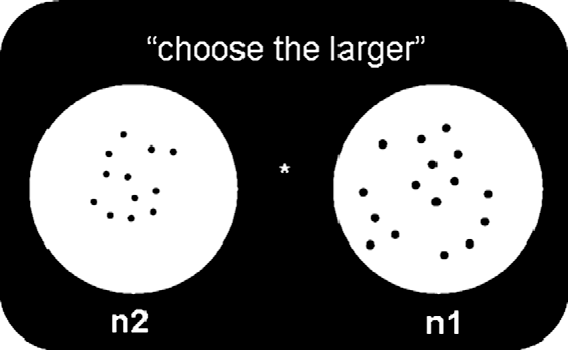 “choose the larger”
*
n2 n1